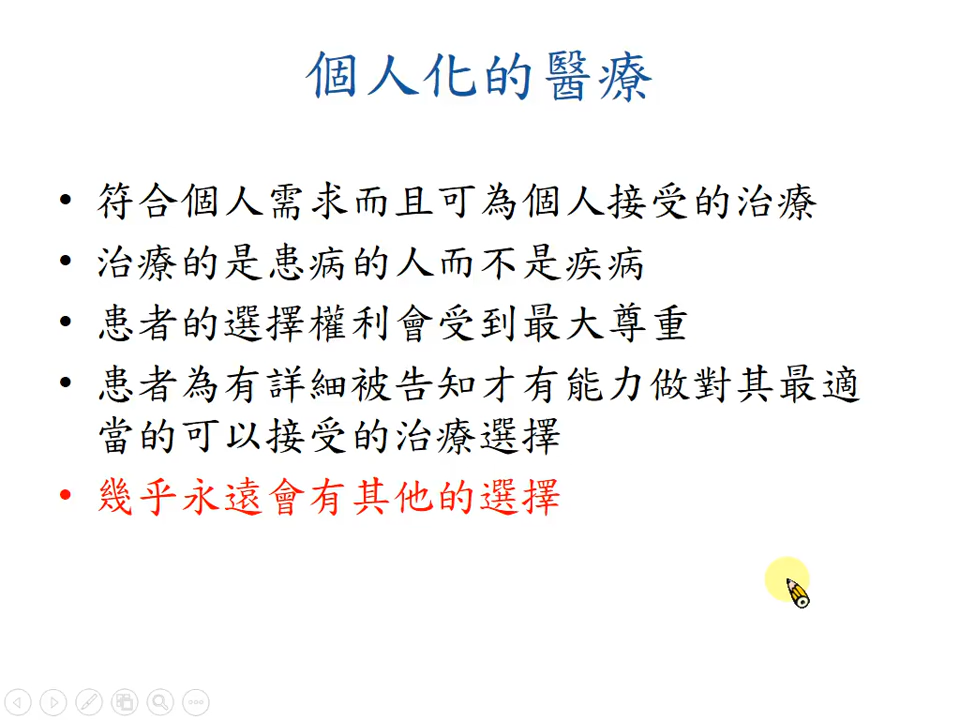 個人化的醫療
• 符合個人需求而且可為個人接受的治療
• 治療的是患病的人而不是疾病
• 患者的選擇權利會受到最大尊重
• 患者為有詳細被告知才有能力做對其最適
當的可以接受的治療選擇
• 幾乎永遠會有其他的選擇